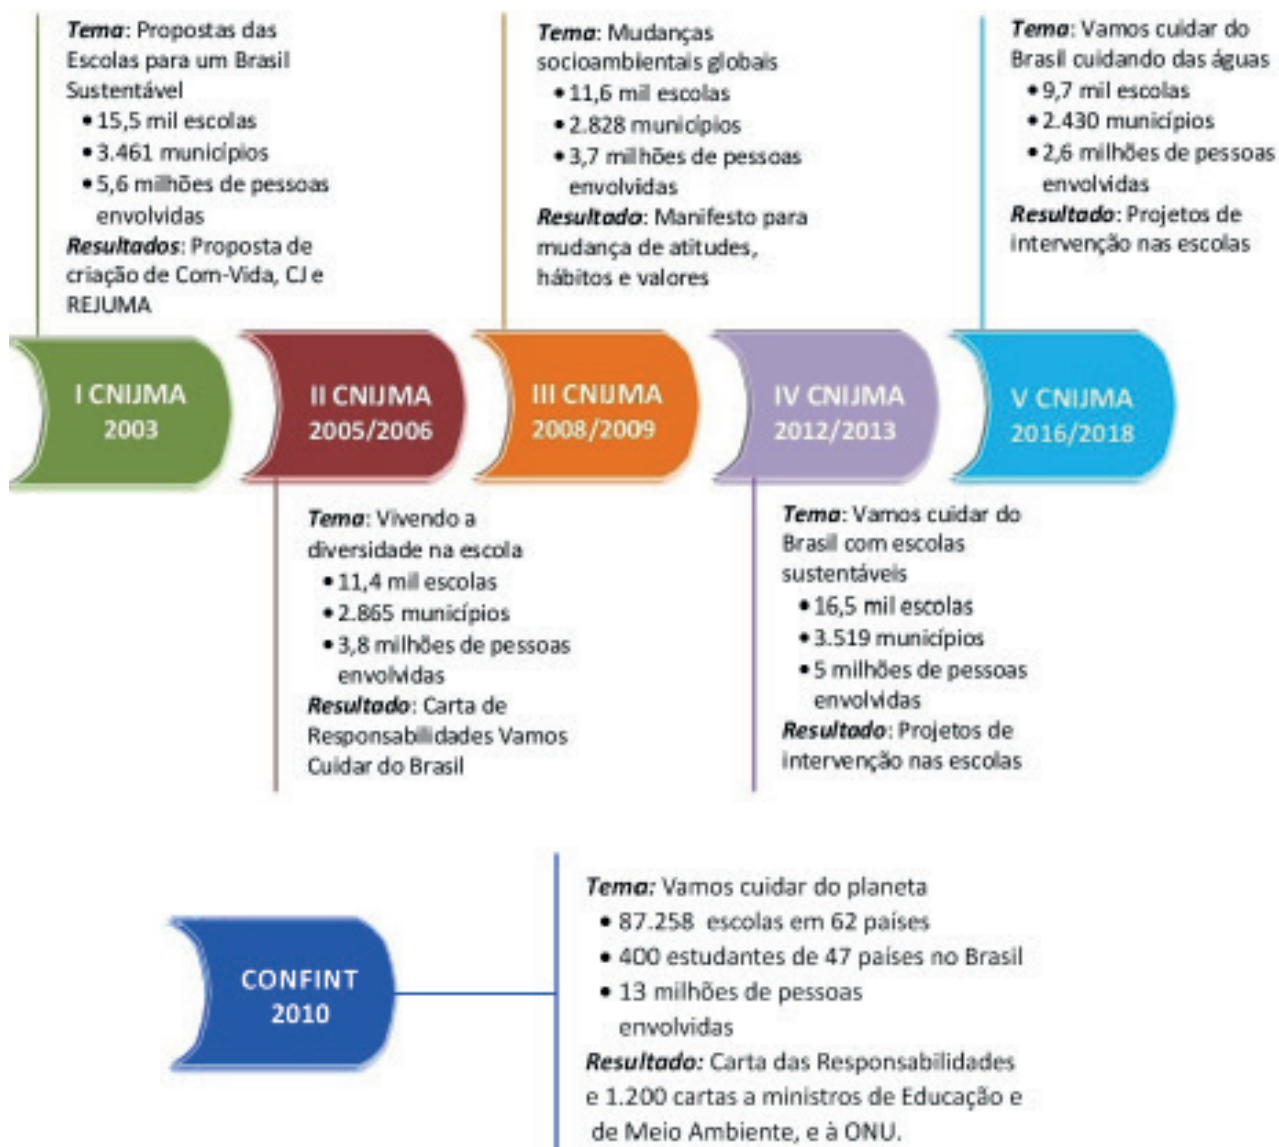 Tema: Propostas das
Escolas para um Brasil
Sustentável
• 15,5 mil escolas
• 3.461 municípios
• 5,6 milhões de pessoas
envolvidas
Resultados: Proposta de
criação de Com-Vida, CJ e
REJUMA
Tema: Mudanças
socioambientais globais
• 11,6 mil escolas
• 2.828 municípios
• 3,7 milhões de pessoas
envolvidas
Resultado: Manifesto para
mudança de atitudes,
hábitos e valores
Tema: Vamos cuidar do
Brasil cuidando das águas
• 9,7 mil escolas
• 2.430 municípios
• 2,6 milhões de pessoas
envolvidas
Resultado: Projetos de
intervenção nas escolas
I CNIJMA
2003
II CNIJMA
2005/2006
III CNIJMA
2008/2009
IV CNIJMA
2012/2013
V CNIJMA
2016/2018
Tema: Vivendo a
diversidade na escola
• 11,4 mil escolas
• 2.865 municípios
• 3,8 milhões de pessoas
envolvidas
Resultado: Carta de
Responsabilidades Vamos
Cuidar do Brasil
Tema: Vamos cuidar do
Brasil com escolas
sustentáveis
• 16,5 mil escolas
• 3.519 municípios
• 5 milhões de pessoas
envolvidas
Resultado: Projetos de
intervenção nas escolas
CONFINT
2010
Tema: Vamos cuidar do planeta
• 87.258 escolas em 62 países
• 400 estudantes de 47 países no Brasil
• 13 milhões de pessoas
envolvidas
Resultado: Carta das Responsabilidades
e 1.200 cartas a ministros de Educação e
de Meio Ambiente, e à ONU.